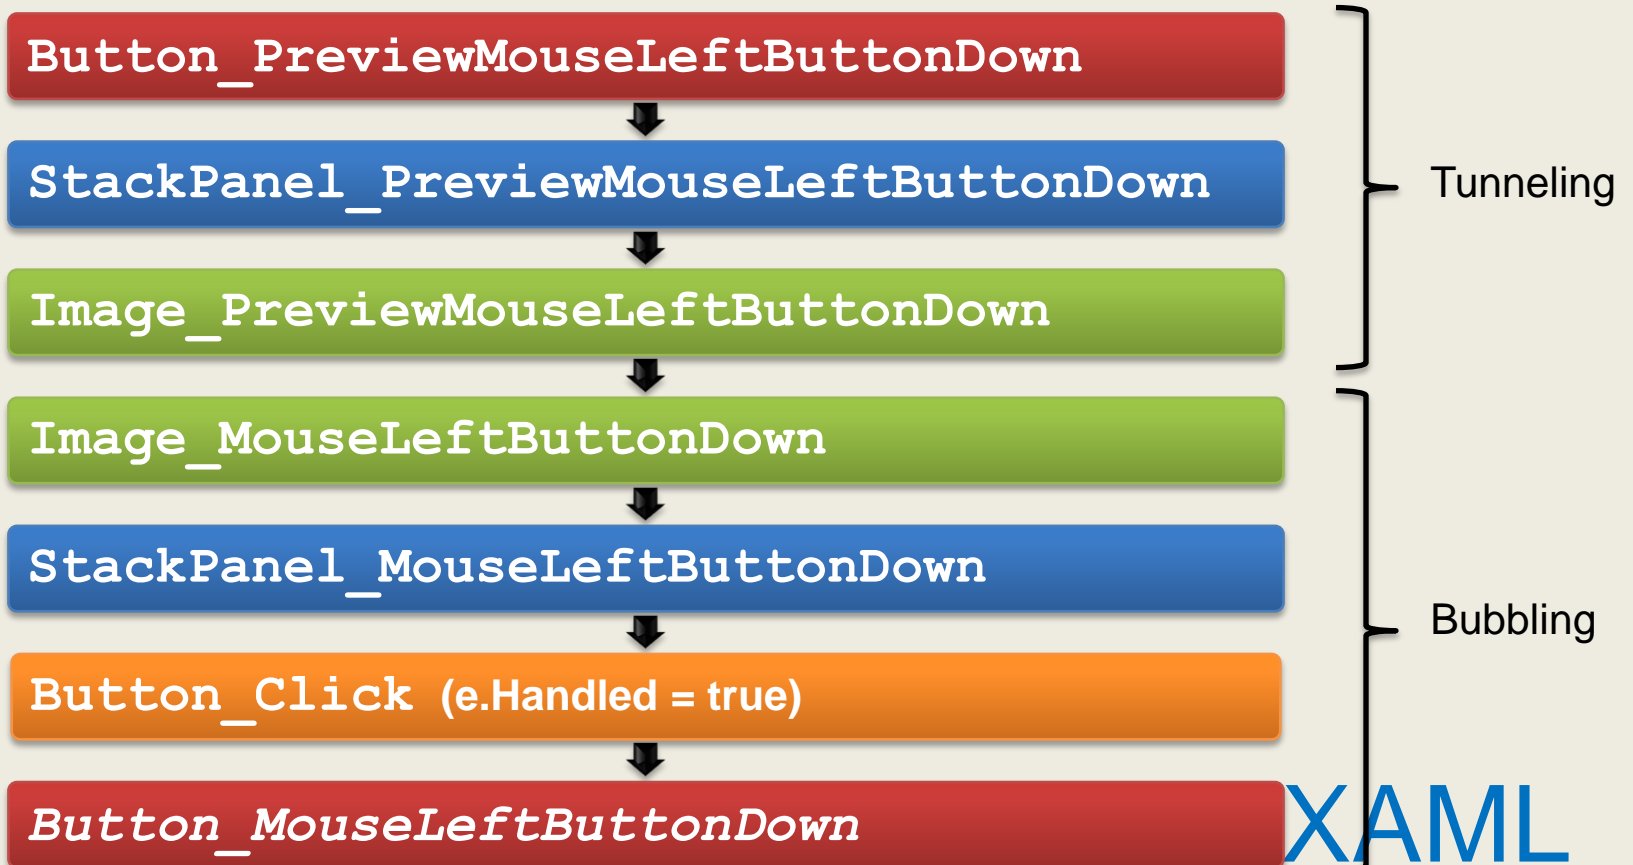 Button_PreviewMouseLeftButtonDown
StackPanel_PreviewMouseLeftButtonDown
Tunneling
Image_PreviewMouseLeftButtonDown
Image_MouseLeftButtonDown
StackPanel_MouseLeftButtonDown
Bubbling
Button_Click (e.Handled = true)
Button_MouseLeftButtonDown
XAML